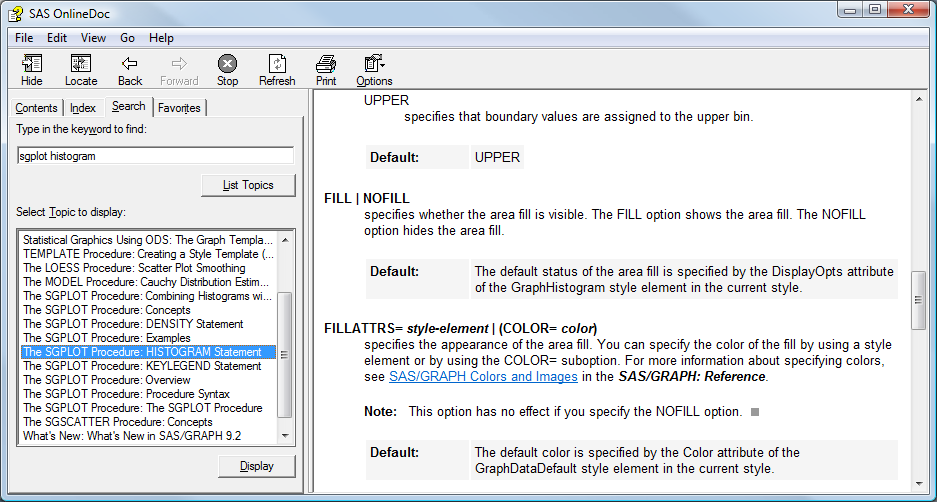 SAS OnlineDoc
File Edit View Go Help
Hide Locate Back Forward Stop Refresh Print Options
Contents Index Search Favorites
Type in the keyword to find:
sgplot histogram
List Topics
Select Topic to display:
Statistical Graphics Using ODS: The Graph Templa...
TEMPLATE Procedure: Creating a Style Template (...
The LOESS Procedure: Scatter Plot Smoothing
The MODEL Procedure: Cauchy Distribution Estim...
The SGPLOT Procedure: Combining Histograms wi...
The SGPLOT Procedure: Concepts
The SGPLOT Procedure: DENSITY Statement
The SGPLOT Procedure: Examples
The SGPLOT Procedure: HISTOGRAM Statement
The SGPLOT Procedure: KEYLEGEND Statement
The SGPLOT Procedure: Overview
The SGPLOT Procedure: Procedure Syntax
The SGPLOT Procedure: The SGPLOT Procedure
The SGSCATTER Procedure: Concepts
What's New: What's New in SAS/GRAPH 9.2
Display
UPPER
specifies that boundary values are assigned to the upper bin.
Default: UPPER
FILL | NOFILL
specifies whether the area fill is visible. The FILL option shows the area fill. The NOFILL
option hides the area fill.
Default: The default status of the area fill is specified by the DisplayOpts attribute
of the GraphHistogram style element in the current style.
FILLATTRS= style-element | (COLOR= color)
specifies the appearance of the area fill. You can specify the color of the fill by using a style
element or by using the COLOR= suboption. For more information about specifying colors,
see SAS/GRAPH Colors and Images in the SAS/GRAPH: Reference.
Note: This option has no effect if you specify the NOFILL option.
Default: The default color is specified by the Color attribute of the
GraphDataDefault style element in the current style.